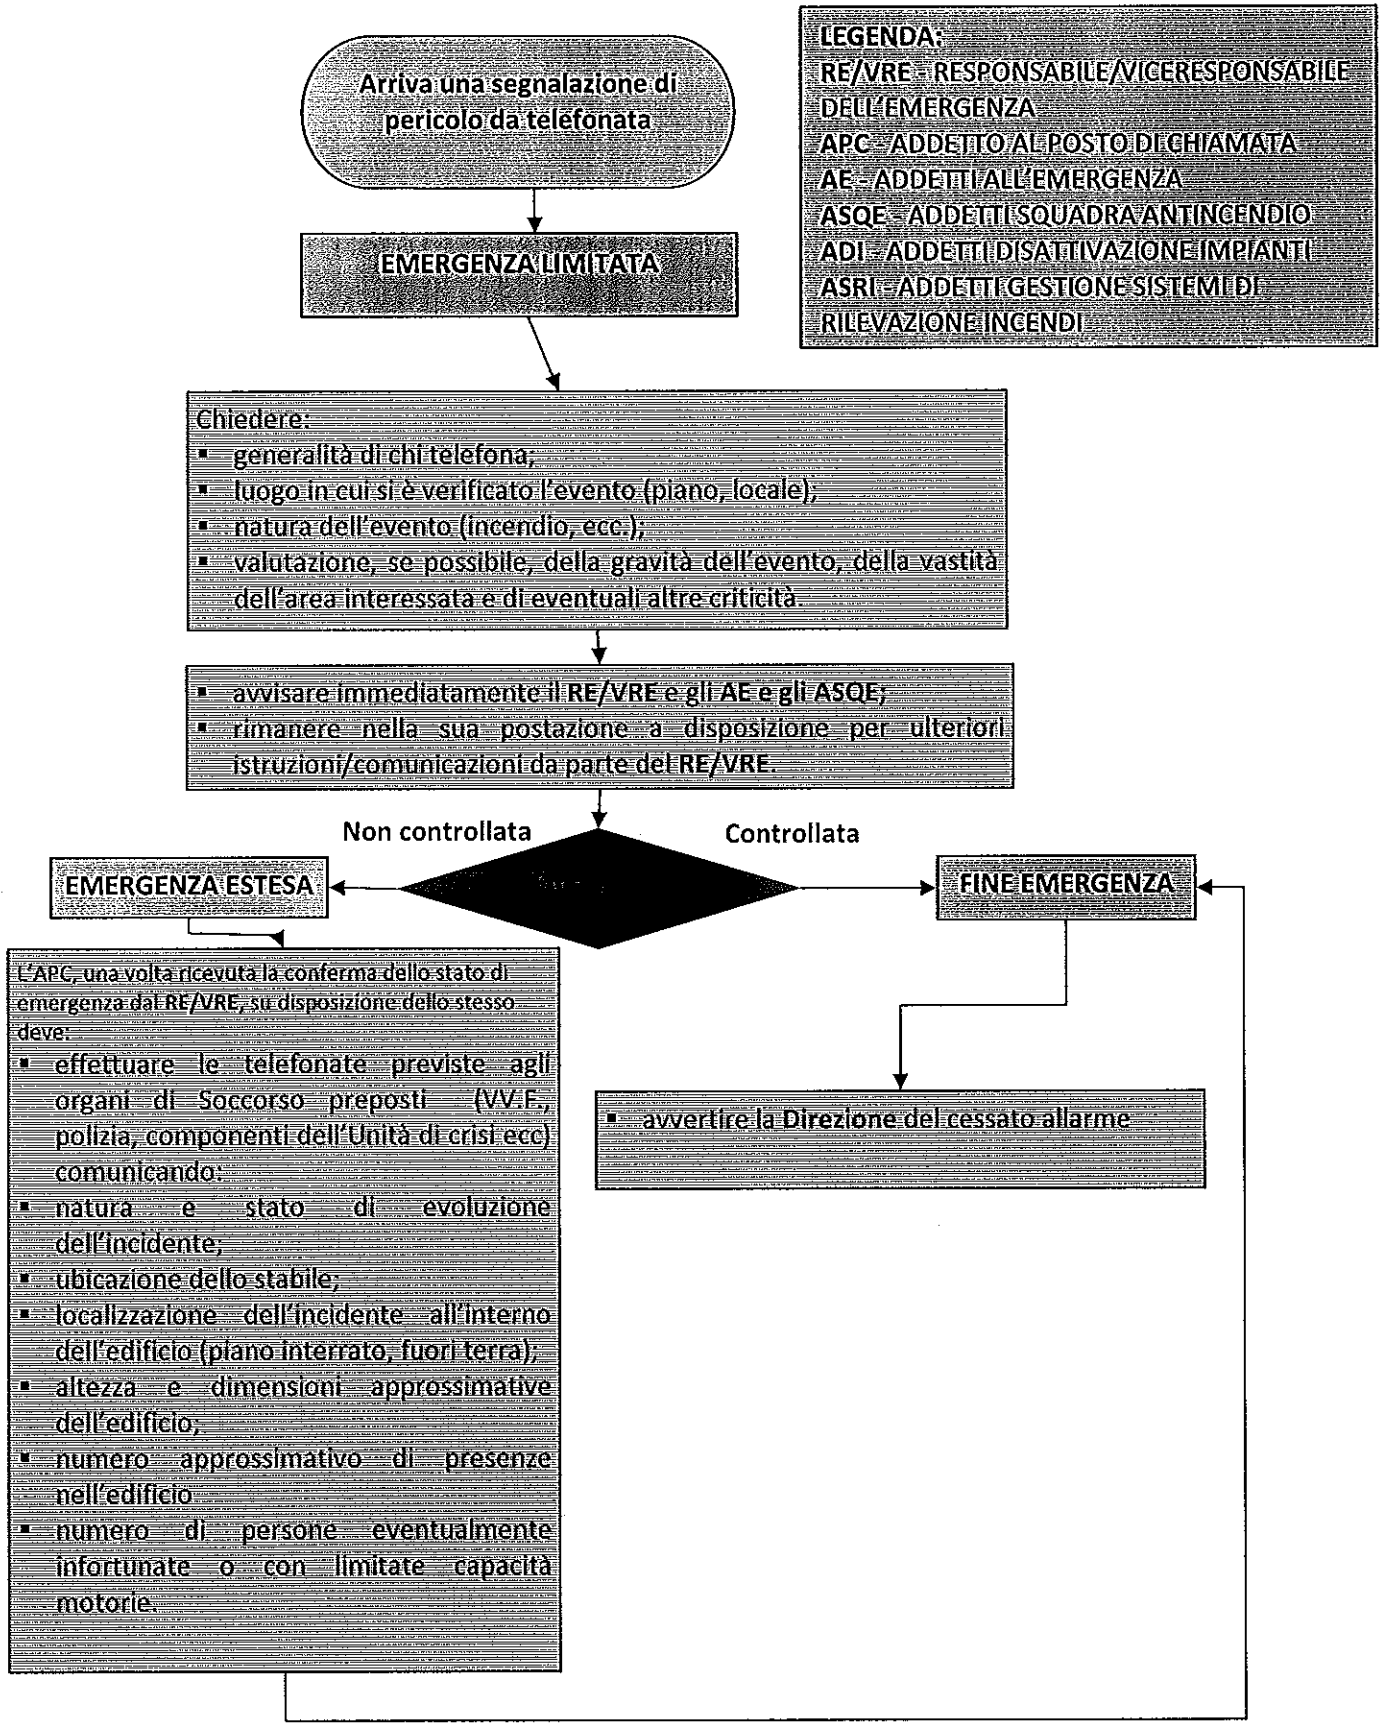 Arriva una segnalazione di
pericolo da telefonata
LEGENDA:
RE/VRE - RESPONSABILE/VICERESPONSABILE
DELL'EMERGENZA
APC - ADDETTO AL POSTO DI CHIAMATA
AE - ADDETTI ALL'EMERGENZA
ASQE - ADDETTI SQUADRA ANTINCENDIO
ADI - ADDETTI DISATTIVAZIONE IMPIANTI
ASRI - ADDETTI GESTIONE SISTEMI DI
RILEVAZIONE INCENDI
EMERGENZA LIMITATA
Chiedere:
▪ generalità di chi telefona;
▪ luogo in cui si è verificato l'evento (piano, locale);
▪ natura dell'evento (incendio, ecc.);
▪ valutazione, se possibile, della gravità dell'evento, della vastità
dell'area interessata e di eventuali altre criticità.
▪ avvisare immediatamente il RE/VRE e gli AE e gli ASQE;
▪ rimanere nella sua postazione a disposizione per ulteriori
istruzioni/comunicazioni da parte del RE/VRE.
Non controllata
Controllata
EMERGENZA ESTESA
FINE EMERGENZA
L'APC, una volta ricevuta la conferma dello stato di
emergenza dal RE/VRE, su disposizione dello stesso
deve:
▪ effettuare le telefonate previste agli
organi di Soccorso preposti (VV.F.,
polizia, componenti dell'Unità di crisi ecc)
comunicando:
▪ natura e stato di evoluzione
dell'incidente;
▪ ubicazione dello stabile;
▪ localizzazione dell'incidente all'interno
dell'edificio (piano interrato, fuori terra);
▪ altezza e dimensioni approssimative
dell'edificio;
▪ numero approssimativo di presenze
nell'edificio
▪ numero di persone eventualmente
infortunate o con limitate capacità
motorie.
▪ avvertire la Direzione del cessato allarme